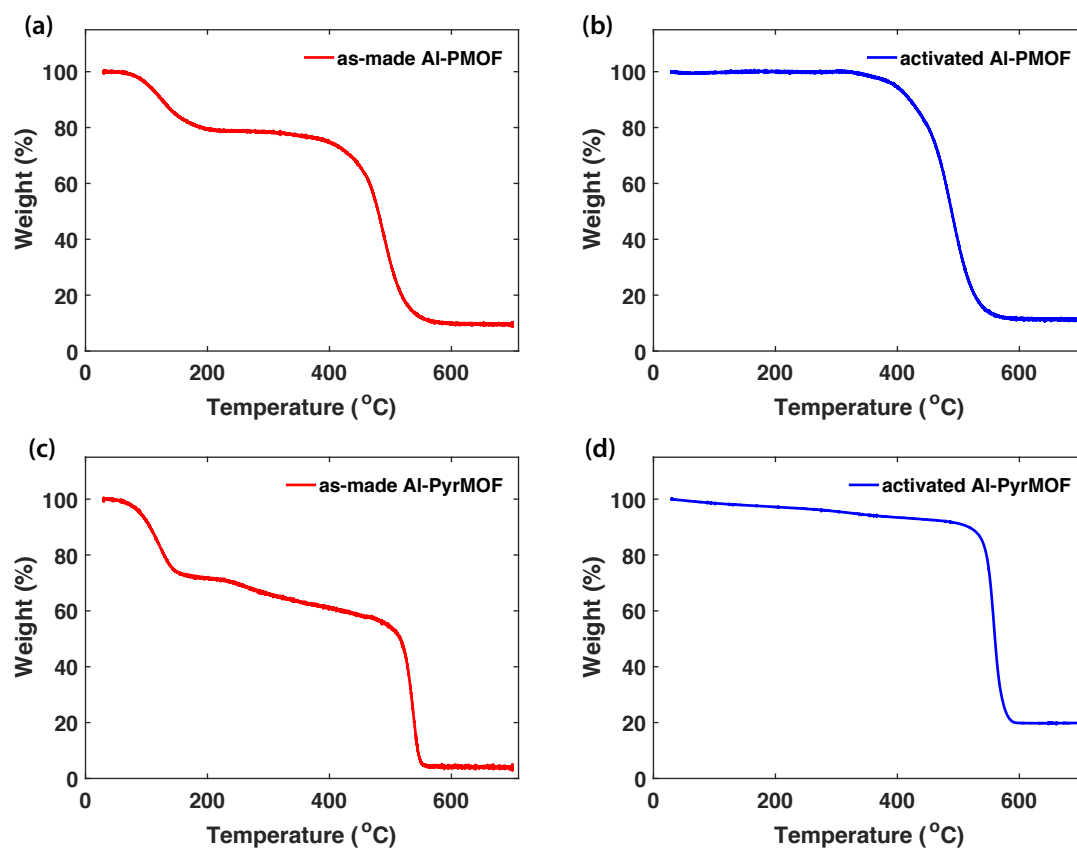 (a)
as-made Al-PMOF
100
80
60
40
20
0
Weight (%)
0 200 400 600
Temperature (°C)
(b)
activated Al-PMOF
100
80
60
40
20
0
Weight (%)
0 200 400 600
Temperature (°C)
(c)
as-made Al-PyrMOF
100
80
60
40
20
0
Weight (%)
0 200 400 600
Temperature (°C)
(d)
activated Al-PyrMOF
100
80
60
40
20
0
Weight (%)
0 200 400 600
Temperature (°C)